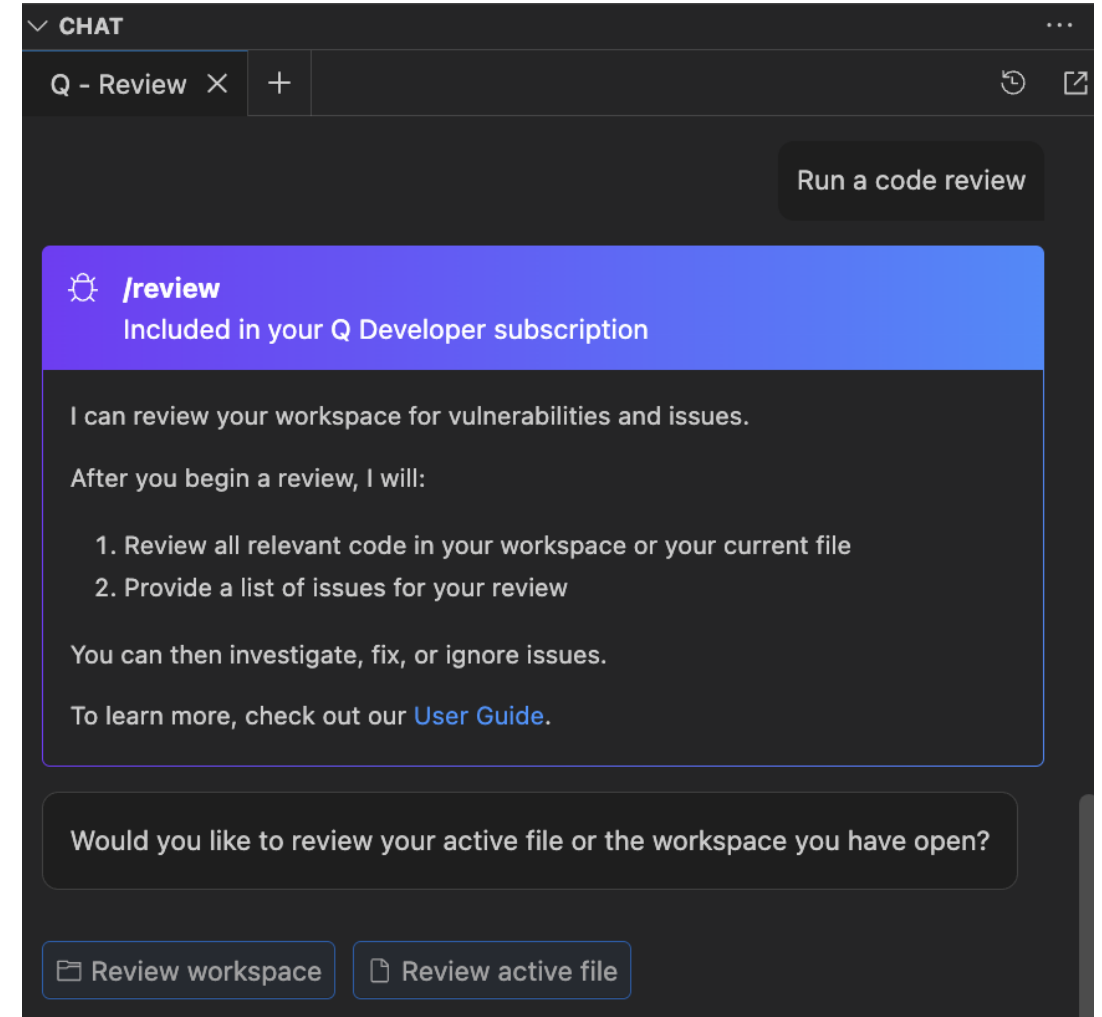 CHAT
Q - Review
Run a code review
/review
Included in your Q Developer subscription
I can review your workspace for vulnerabilities and issues.
After you begin a review, I will:
1. Review all relevant code in your workspace or your current file
2. Provide a list of issues for your review
You can then investigate, fix, or ignore issues.
To learn more, check out our User Guide.
Would you like to review your active file or the workspace you have open?
Review workspace
Review active file